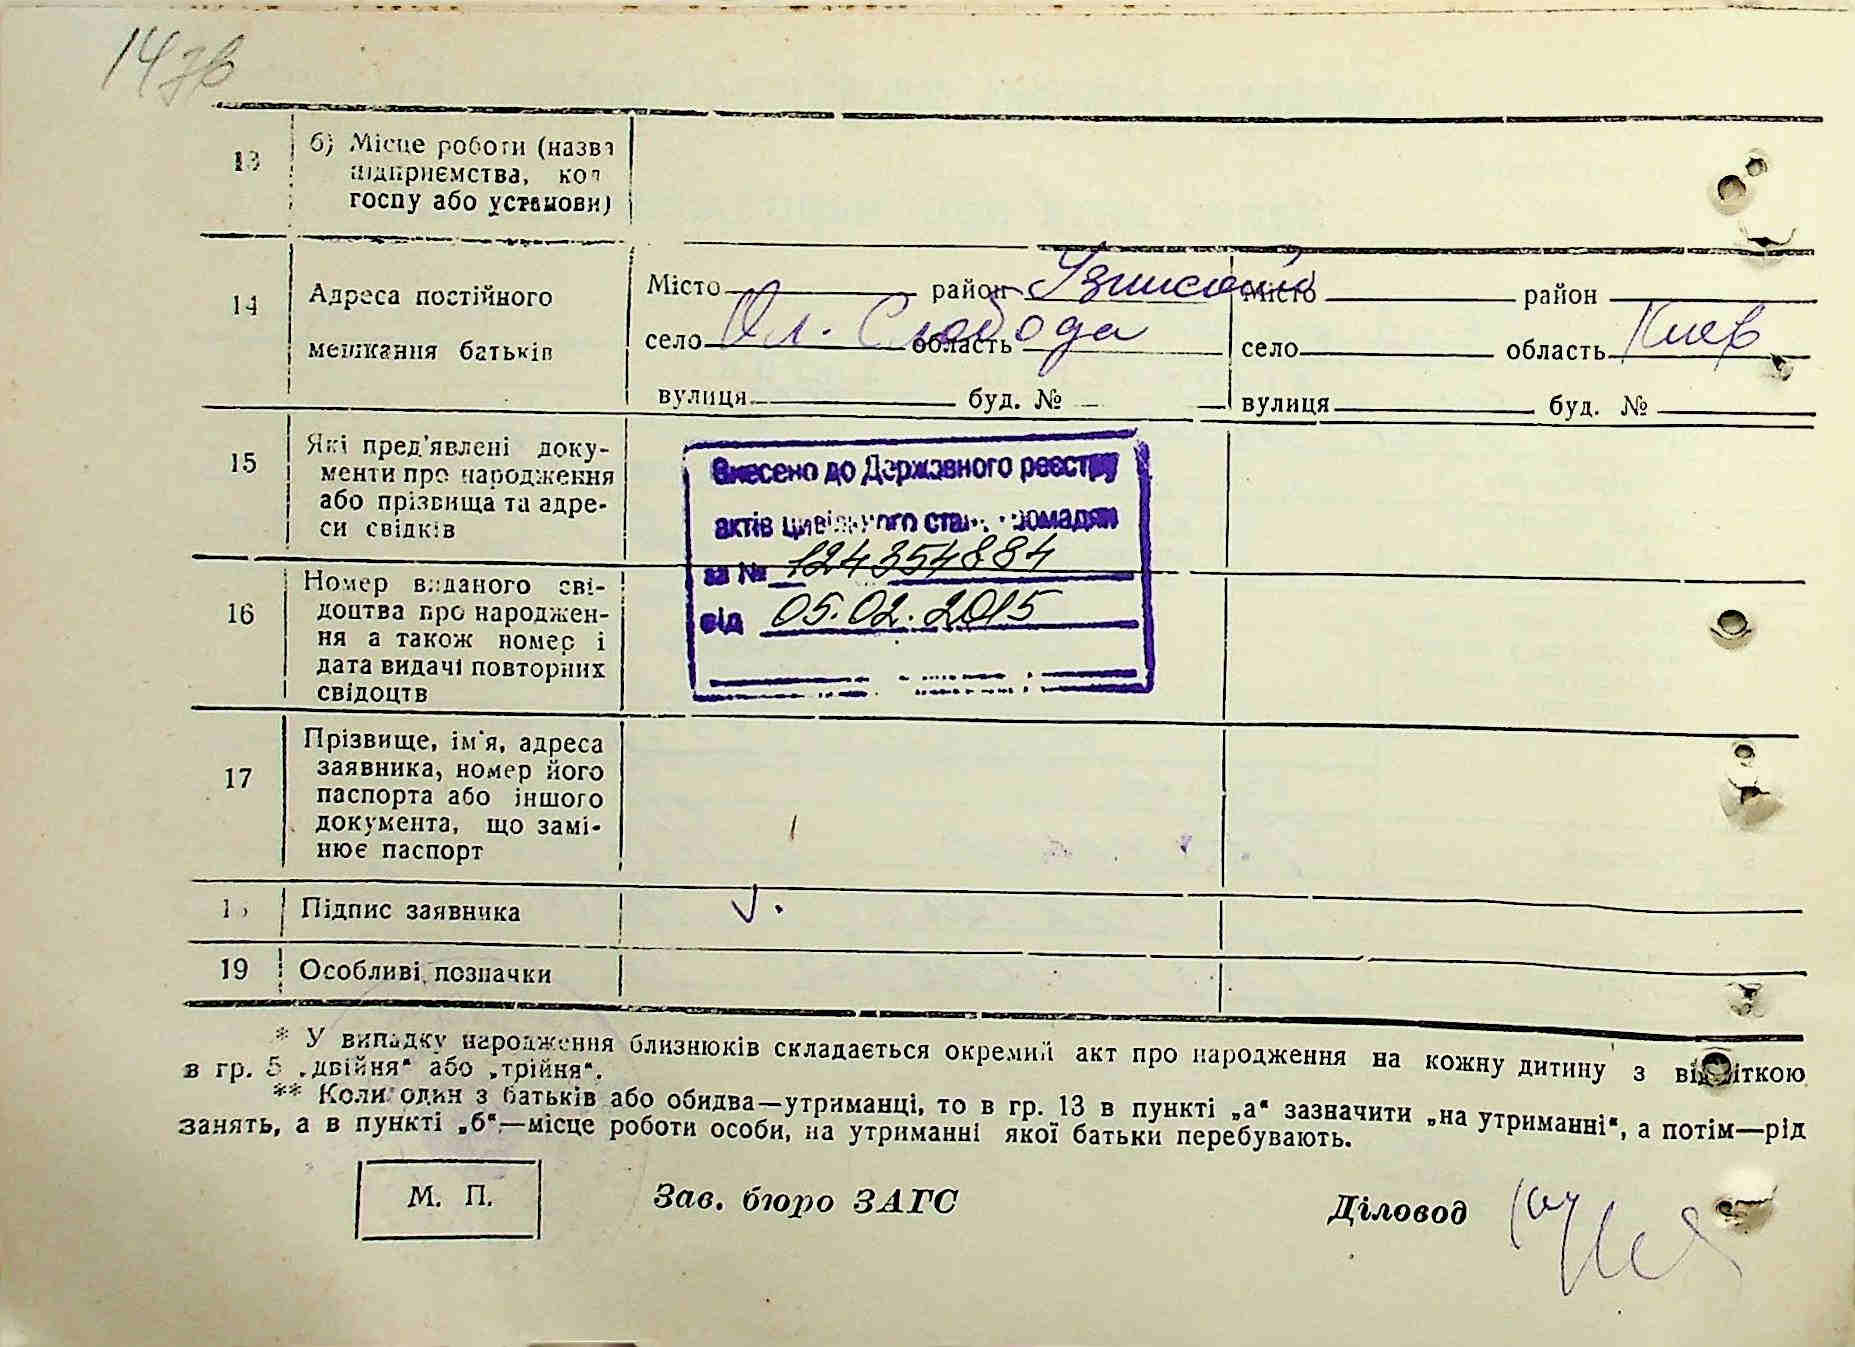 147в
13 б) Місце роботи (назва
підприємства, кол
госпу або установи)
14 Адреса постійного
мешкання батьків
Місто район Узинський Місто район
село Ол. Слобода область село область Киев
вулиця буд. № вулиця буд. №
15 Які пред'явлені доку-
менти про народження
або прізвища та адре-
си свідків
Внесено до Державного реєстру
актів цивільного стану громадян
за № 124354884
від 05.02.2015
16 Номер виданого сві-
доцтва про народжен-
ня а також номер і
дата видачі повторних
свідоцтв
17 Прізвище, ім'я, адреса
заявника, номер його
паспорта або іншого
документа, що замі-
нює паспорт
18 Підпис заявника
19 Особливі позначки
* У випадку народження близнюків складається окремий акт про народження на кожну дитину з відміткою
в гр. 5 „двійня“ або „трійня“.
** Коли один з батьків або обидва—утриманці, то в гр. 13 в пункті „а“ зазначити „на утриманні“, а потім—рід
занять, а в пункті „б“—місце роботи особи, на утриманні якої батьки перебувають.
М. П. Зав. бюро ЗАГС Діловод